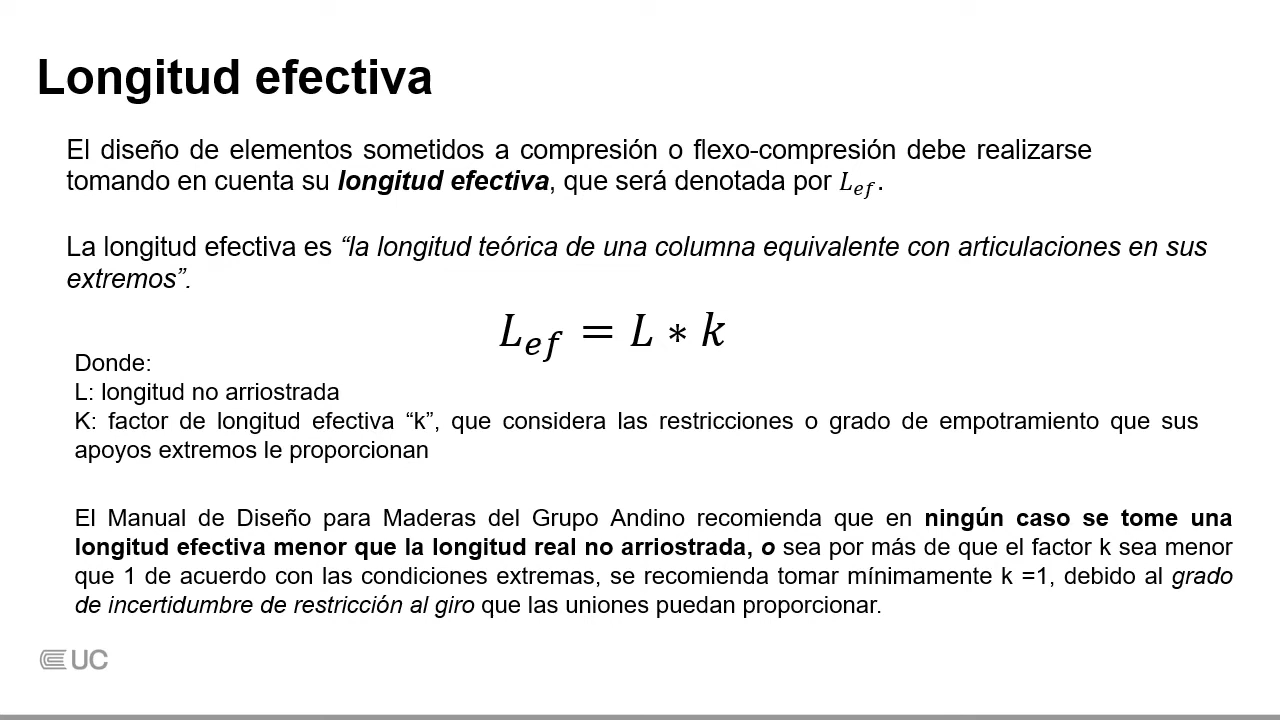 Longitud efectiva
El diseño de elementos sometidos a compresión o flexo-compresión debe realizarse
tomando en cuenta su longitud efectiva, que será denotada por L_ef.
La longitud efectiva es “la longitud teórica de una columna equivalente con articulaciones en sus
extremos”.
L_ef = L ∗ k
Donde:
L: longitud no arriostrada
K: factor de longitud efectiva “k”, que considera las restricciones o grado de empotramiento que sus
apoyos extremos le proporcionan
El Manual de Diseño para Maderas del Grupo Andino recomienda que en ningún caso se tome una
longitud efectiva menor que la longitud real no arriostrada, o sea por más de que el factor k sea menor
que 1 de acuerdo con las condiciones extremas, se recomienda tomar mínimamente k =1, debido al grado
de incertidumbre de restricción al giro que las uniones puedan proporcionar.
UC